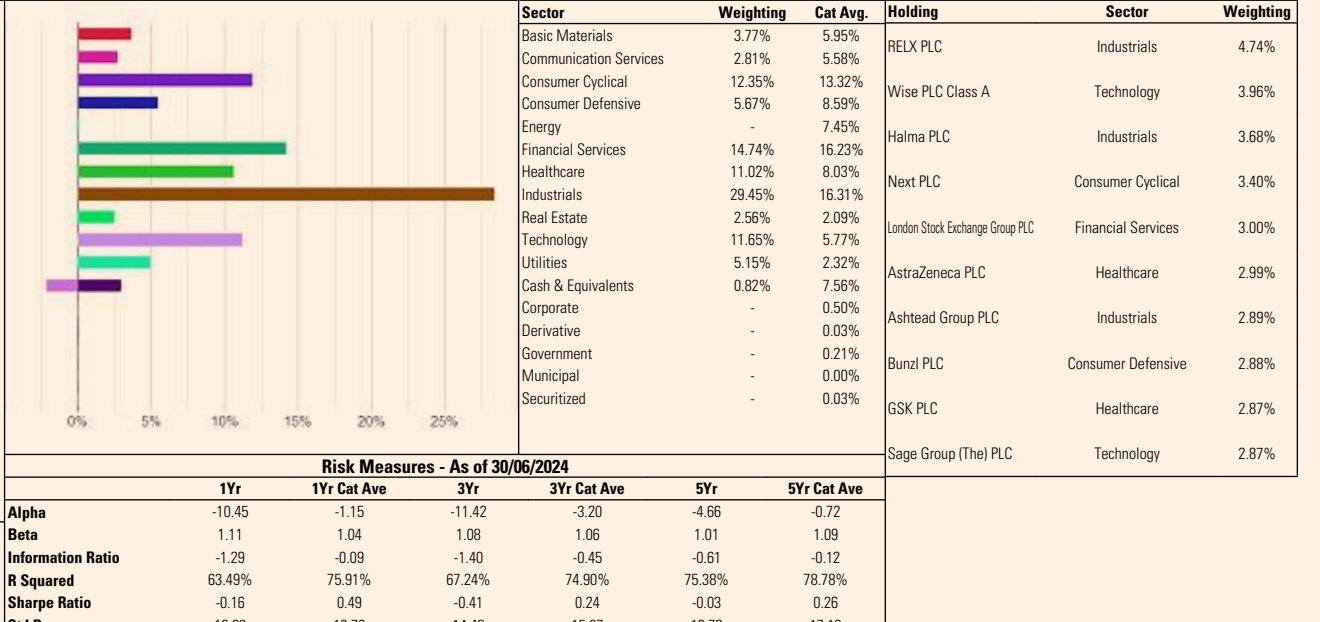 Sector Weighting Cat Avg.
Basic Materials 3.77% 5.95%
Communication Services 2.81% 5.58%
Consumer Cyclical 12.35% 13.32%
Consumer Defensive 5.67% 8.59%
Energy - 7.45%
Financial Services 14.74% 16.23%
Healthcare 11.02% 8.03%
Industrials 29.45% 16.31%
Real Estate 2.56% 2.09%
Technology 11.65% 5.77%
Utilities 5.15% 2.32%
Cash & Equivalents 0.82% 7.56%
Corporate - 0.50%
Derivative - 0.03%
Government - 0.21%
Municipal - 0.00%
Securitized - 0.03%
0% 5% 10% 15% 20% 25%
Holding Sector Weighting
RELX PLC Industrials 4.74%
Wise PLC Class A Technology 3.96%
Halma PLC Industrials 3.68%
Next PLC Consumer Cyclical 3.40%
London Stock Exchange Group PLC Financial Services 3.00%
AstraZeneca PLC Healthcare 2.99%
Ashtead Group PLC Industrials 2.89%
Bunzl PLC Consumer Defensive 2.88%
GSK PLC Healthcare 2.87%
Sage Group (The) PLC Technology 2.87%
Risk Measures - As of 30/06/2024
1Yr 1Yr Cat Ave 3Yr 3Yr Cat Ave 5Yr 5Yr Cat Ave
Alpha -10.45 -1.15 -11.42 -3.20 -4.66 -0.72
Beta 1.11 1.04 1.08 1.06 1.01 1.09
Information Ratio -1.29 -0.09 -1.40 -0.45 -0.61 -0.12
R Squared 63.49% 75.91% 67.24% 74.90% 75.38% 78.78%
Sharpe Ratio -0.16 0.49 -0.41 0.24 -0.03 0.26